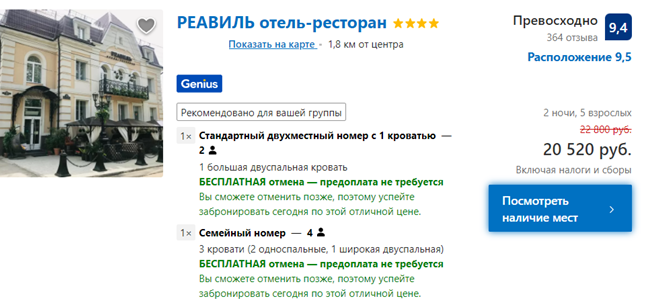 РЕАВИЛЬ отель-ресторан
Показать на карте - 1,8 км от центра
Genius
Превосходно 9,4
364 отзыва
Расположение 9,5
Рекомендовано для вашей группы
1× Стандартный двухместный номер с 1 кроватью —
2
1 большая двуспальная кровать
БЕСПЛАТНАЯ отмена — предоплата не требуется
Вы сможете отменить позже, поэтому успейте
забронировать сегодня по этой отличной цене.
1× Семейный номер — 4
3 кровати (2 односпальные, 1 широкая двуспальная)
БЕСПЛАТНАЯ отмена — предоплата не требуется
Вы сможете отменить позже, поэтому успейте
забронировать сегодня по этой отличной цене.
2 ночи, 5 взрослых
22 800 руб.
20 520 руб.
Включая налоги и сборы
Посмотреть
наличие мест